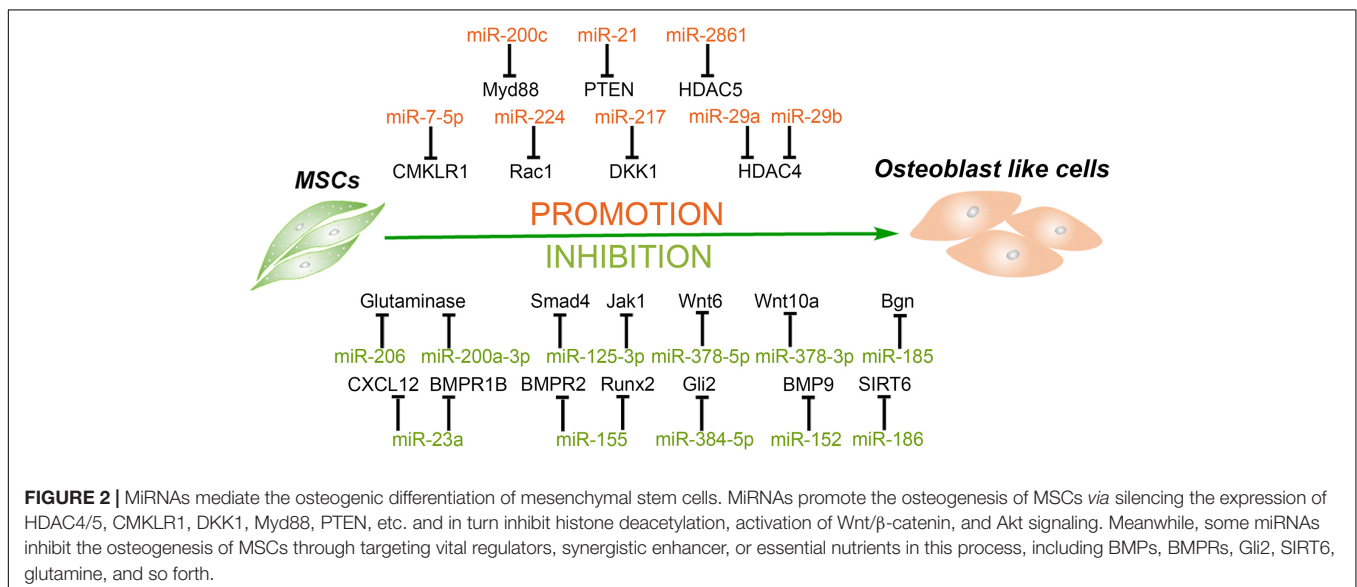 miR-200c miR-21 miR-2861
Myd88 PTEN HDAC5
miR-7-5p miR-224 miR-217 miR-29a miR-29b
CMKLR1 Rac1 DKK1 HDAC4
MSCs
Osteoblast like cells
PROMOTION
INHIBITION
Glutaminase Smad4 Jak1 Wnt6 Wnt10a Bgn
miR-206 miR-200a-3p miR-125-3p miR-378-5p miR-378-3p miR-185
CXCL12 BMPR1B BMPR2 Runx2 Gli2 BMP9 SIRT6
miR-23a miR-155 miR-384-5p miR-152 miR-186
FIGURE 2 | MiRNAs mediate the osteogenic differentiation of mesenchymal stem cells. MiRNAs promote the osteogenesis of MSCs via silencing the expression of
HDAC4/5, CMKLR1, DKK1, Myd88, PTEN, etc. and in turn inhibit histone deacetylation, activation of Wnt/β-catenin, and Akt signaling. Meanwhile, some miRNAs
inhibit the osteogenesis of MSCs through targeting vital regulators, synergistic enhancer, or essential nutrients in this process, including BMPs, BMPRs, Gli2, SIRT6,
glutamine, and so forth.